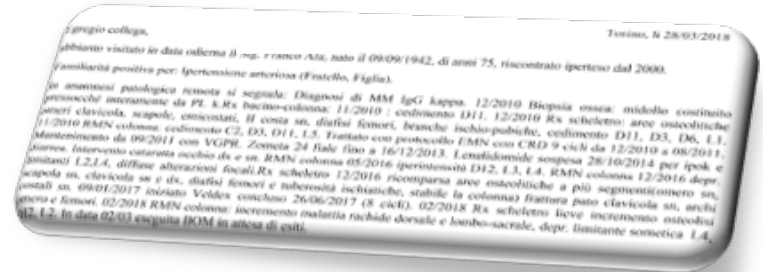 Torino, lì 28/03/2018
Egregio collega,
abbiamo visitato in data odierna il Sig. Franco Ala, nato il 09/09/1942, di anni 75, riscontrato iperteso dal 2000.
Familiarità positiva per: Ipertensione arteriosa (Fratello, Figlia).
In anamnesi patologica remota si segnala: Diagnosi di MM IgG kappa. 12/2010 Biopsia ossea: midollo costituito
pressochè interamente da PL k.Rx bacino-colonna: 11/2010 : cedimento D11. 12/2010 Rx scheletro: aree osteolitiche
omeri clavicole, scapole, emicostati, II costa sn, diafisi femori, branche ischio-pubiche, cedimento D11, D3, D6, L1.
11/2010 RMN colonna: cedimento C2, D3, D11, L5. Trattato con protocollo EMN con CRD 9 cicli da 12/2010 a 08/2011.
Mantenimento da 09/2011 con VGPR. Zometa 24 fiale fino a 16/12/2013. Lenalidomide sospesa 28/10/2014 per ipok e
Intervento cataratta occhio dx e sn. RMN colonna 05/2016 iperintensità D12, L3, L4. RMN colonna 12/2016 depr.
limitanti L2,L4, diffuse alterazioni focali.Rx scheletro 12/2016 ricomparsa aree osteolitiche a più segmenti(omero sn,
scapola sn, clavicola sn e dx, diafisi femori e tuberosità ischiatiche, stabile la colonna) frattura pato clavicola sn, archi
costali sn. 09/01/2017 iniziato Veldex concluso 26/06/2017 (8 cicli). 02/2018 Rx scheletro lieve incremento osteolisi
omero e femori. 02/2018 RMN colonna: incremento malattia rachide dorsale e lombo-sacrale, depr. limitante somatica L4,
L2. In data 02/03 eseguita BOM in attesa di esiti.